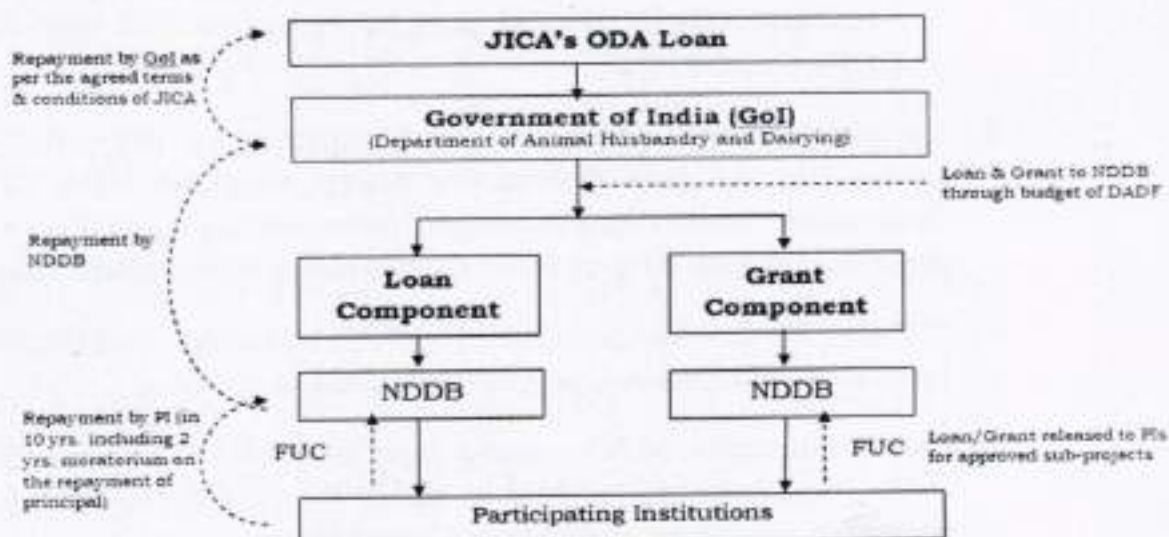 JICA's ODA Loan
Repayment by GoI as
per the agreed terms
& conditions of JICA
Government of India (GoI)
(Department of Animal Husbandry and Dairying)
Loan & Grant to NDDB
through budget of DADF
Repayment by
NDDB
Loan
Component
Grant
Component
NDDB
NDDB
Repayment by PI (in
10 yrs. including 2
yrs. moratorium on
the repayment of
principal)
FUC
FUC
Loan/Grant released to PIs
for approved sub-projects
Participating Institutions